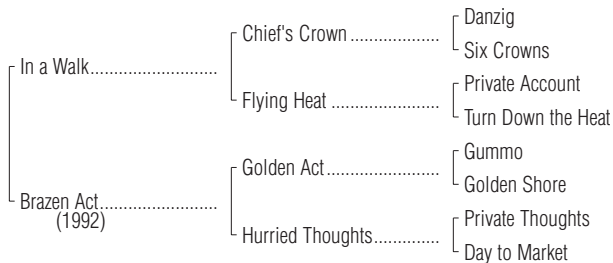 In a Walk
Brazen Act
(1992)
Chief's Crown
Flying Heat
Golden Act
Hurried Thoughts
Danzig
Six Crowns
Private Account
Turn Down the Heat
Gummo
Golden Shore
Private Thoughts
Day to Market